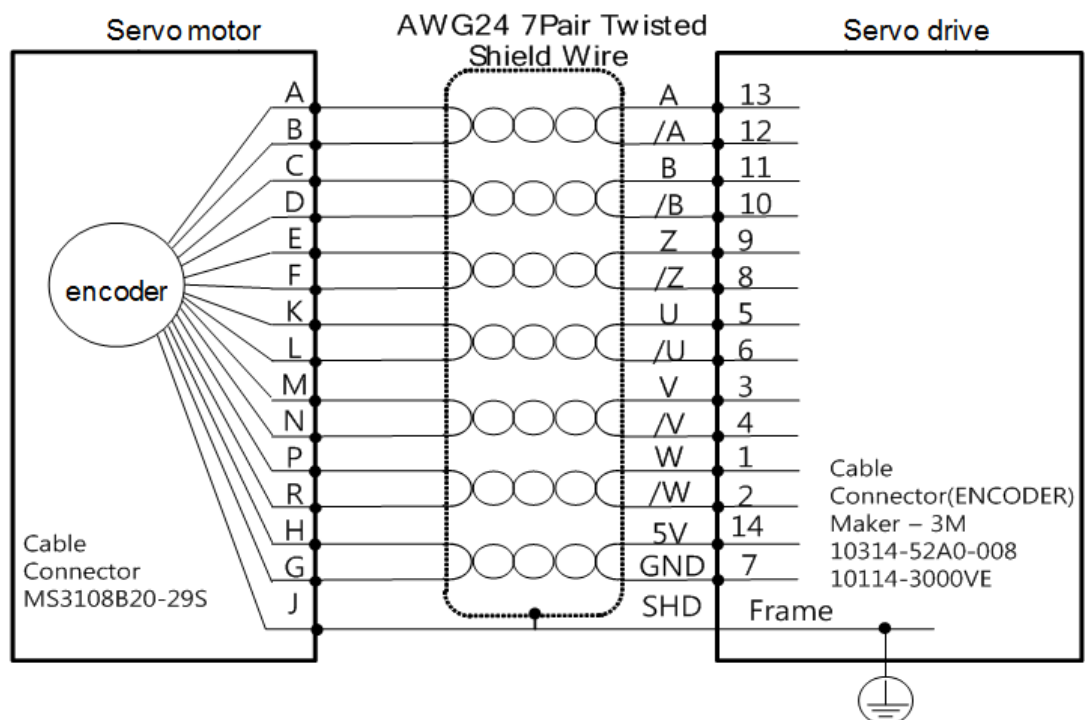 Servo motor
AWG24 7Pair Twisted
Shield Wire
Servo drive
A
A
13
B
/A
12
C
B
11
D
/B
10
E
Z
9
F
/Z
8
encoder
K
U
5
L
/U
6
M
V
3
N
/V
4
P
W
1
R
/W
2
H
5V
14
G
GND
7
J
SHD
Frame
Cable
Connector
MS3108B20-29S
Cable
Connector(ENCODER)
Maker – 3M
10314-52A0-008
10114-3000VE